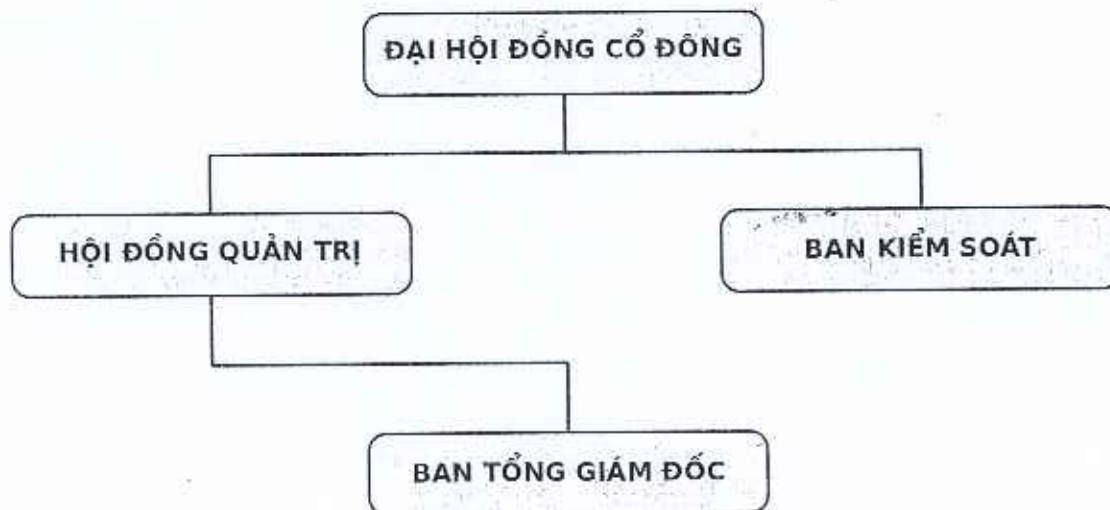 ĐẠI HỘI ĐỒNG CỔ ĐÔNG
HỘI ĐỒNG QUẢN TRỊ
BAN KIỂM SOÁT
BAN TỔNG GIÁM ĐỐC